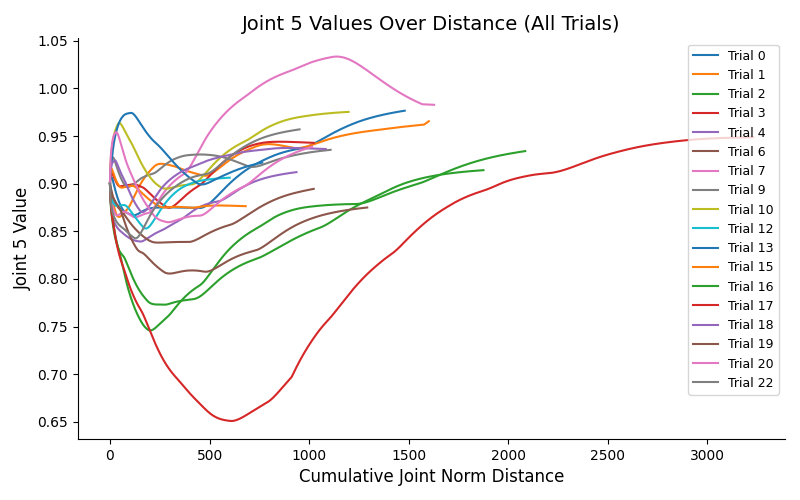 Joint 5 Values Over Distance (All Trials)
1.05
1.00
0.95
0.90
0.85
0.80
0.75
0.70
0.65
Joint 5 Value
0
500
1000
1500
2000
2500
3000
Cumulative Joint Norm Distance
Trial 0
Trial 1
Trial 2
Trial 3
Trial 4
Trial 6
Trial 7
Trial 9
Trial 10
Trial 12
Trial 13
Trial 15
Trial 16
Trial 17
Trial 18
Trial 19
Trial 20
Trial 22